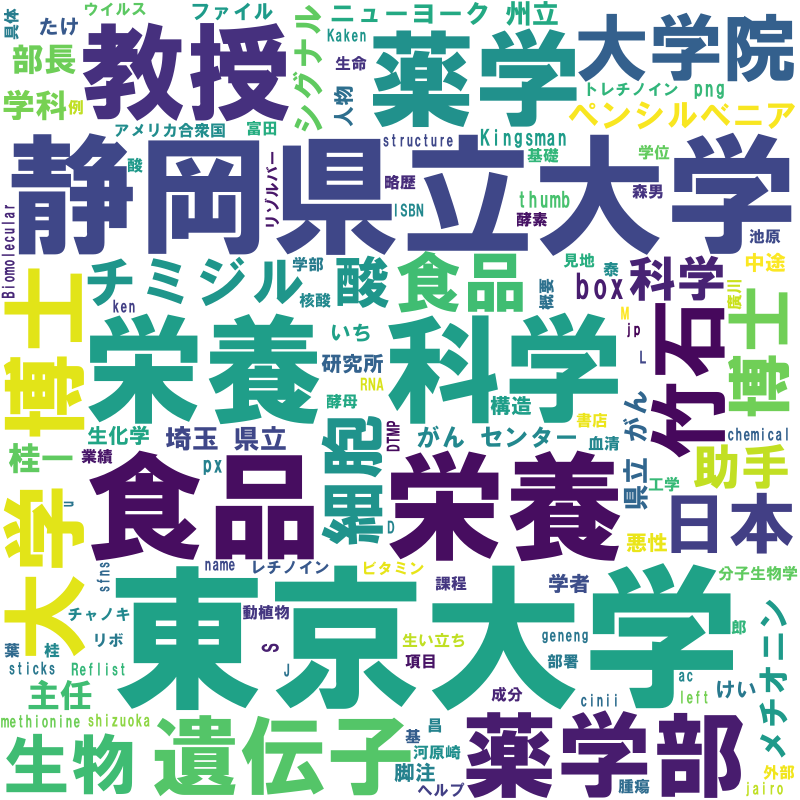 具体
たけ
ウイルス
ファイル
ニューヨーク 州立
大学院
部長
教授
シグナル
Kaken
生命
薬学
トレチノイン
png
学科
例
人物
ペンシルベニア
アメリカ合衆国
富田
structure
Kingsman
基礎
学位
静岡県立大学
酸
リゾルバー
略歴
ISBN
thumb
酵素
森男
池原
Biomolecular
チミジル
学部
核酸
酸
食品
見地
泰
概要
box
科学
中途
廣川
ken
博士
栄養
科学
いち
研究所
RNA
酵母
M
jp
L
竹石
博士
構造
書店
生化学
埼玉 県立
細胞
DTMP
がん センター
血清
がん
chemical
桂一
業績
px
県立
工学
助手
食品
栄養
u
D
悪性
日本
大学
sfns
name
レチノイン
ビタミン
課程
学者
分子生物学
チャノキ
動植物
東京大学
葉
桂
リボ
S
J
生い立ち
項目
geneng
部署
郎
メチオニン
sticks
Reflist
主任
成分
cinii
ac
left
けい
methionine
shizuoka
生物
遺伝子
基
昌
河原崎
脚注
ヘルプ
薬学部
腫瘍
外部
jairo